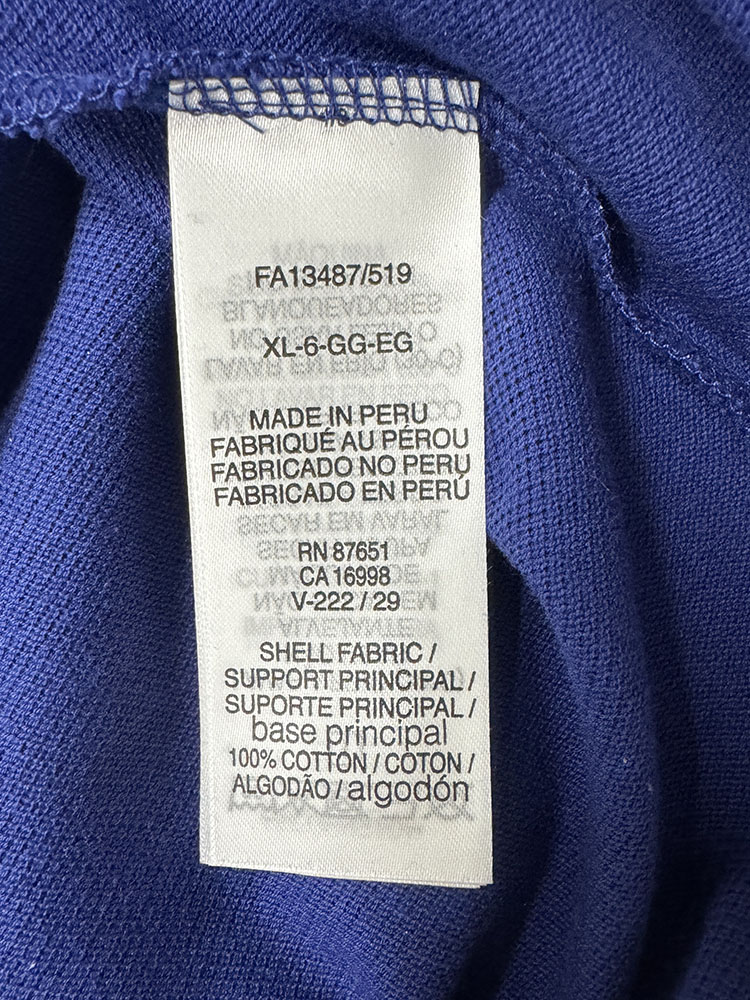 FA13487/519
XL-6-GG-EG
MADE IN PERU
FABRIQUÉ AU PÉROU
FABRICADO NO PERU
FABRICADO EN PERÚ
RN 87651
CA 16998
V-222 / 29
SHELL FABRIC /
SUPPORT PRINCIPAL /
SUPORTE PRINCIPAL /
base principal
100% COTTON / COTON /
ALGODÃO / algodón